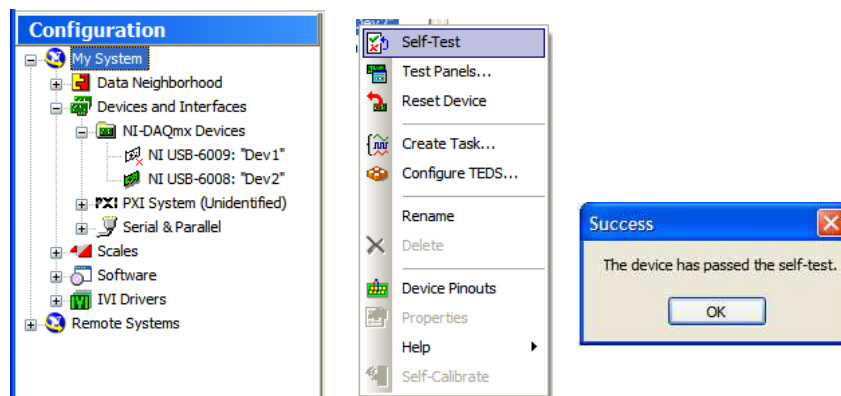 Configuration
My System
Data Neighborhood
Devices and Interfaces
NI-DAQmx Devices
NI USB-6009: "Dev1"
NI USB-6008: "Dev2"
PXI PXI System (Unidentified)
Serial & Parallel
Scales
Software
IVI Drivers
Remote Systems
Self-Test
Test Panels...
Reset Device
Create Task...
Configure TEDS...
Rename
Delete
Device Pinouts
Properties
Help
Self-Calibrate
Success
The device has passed the self-test.
OK